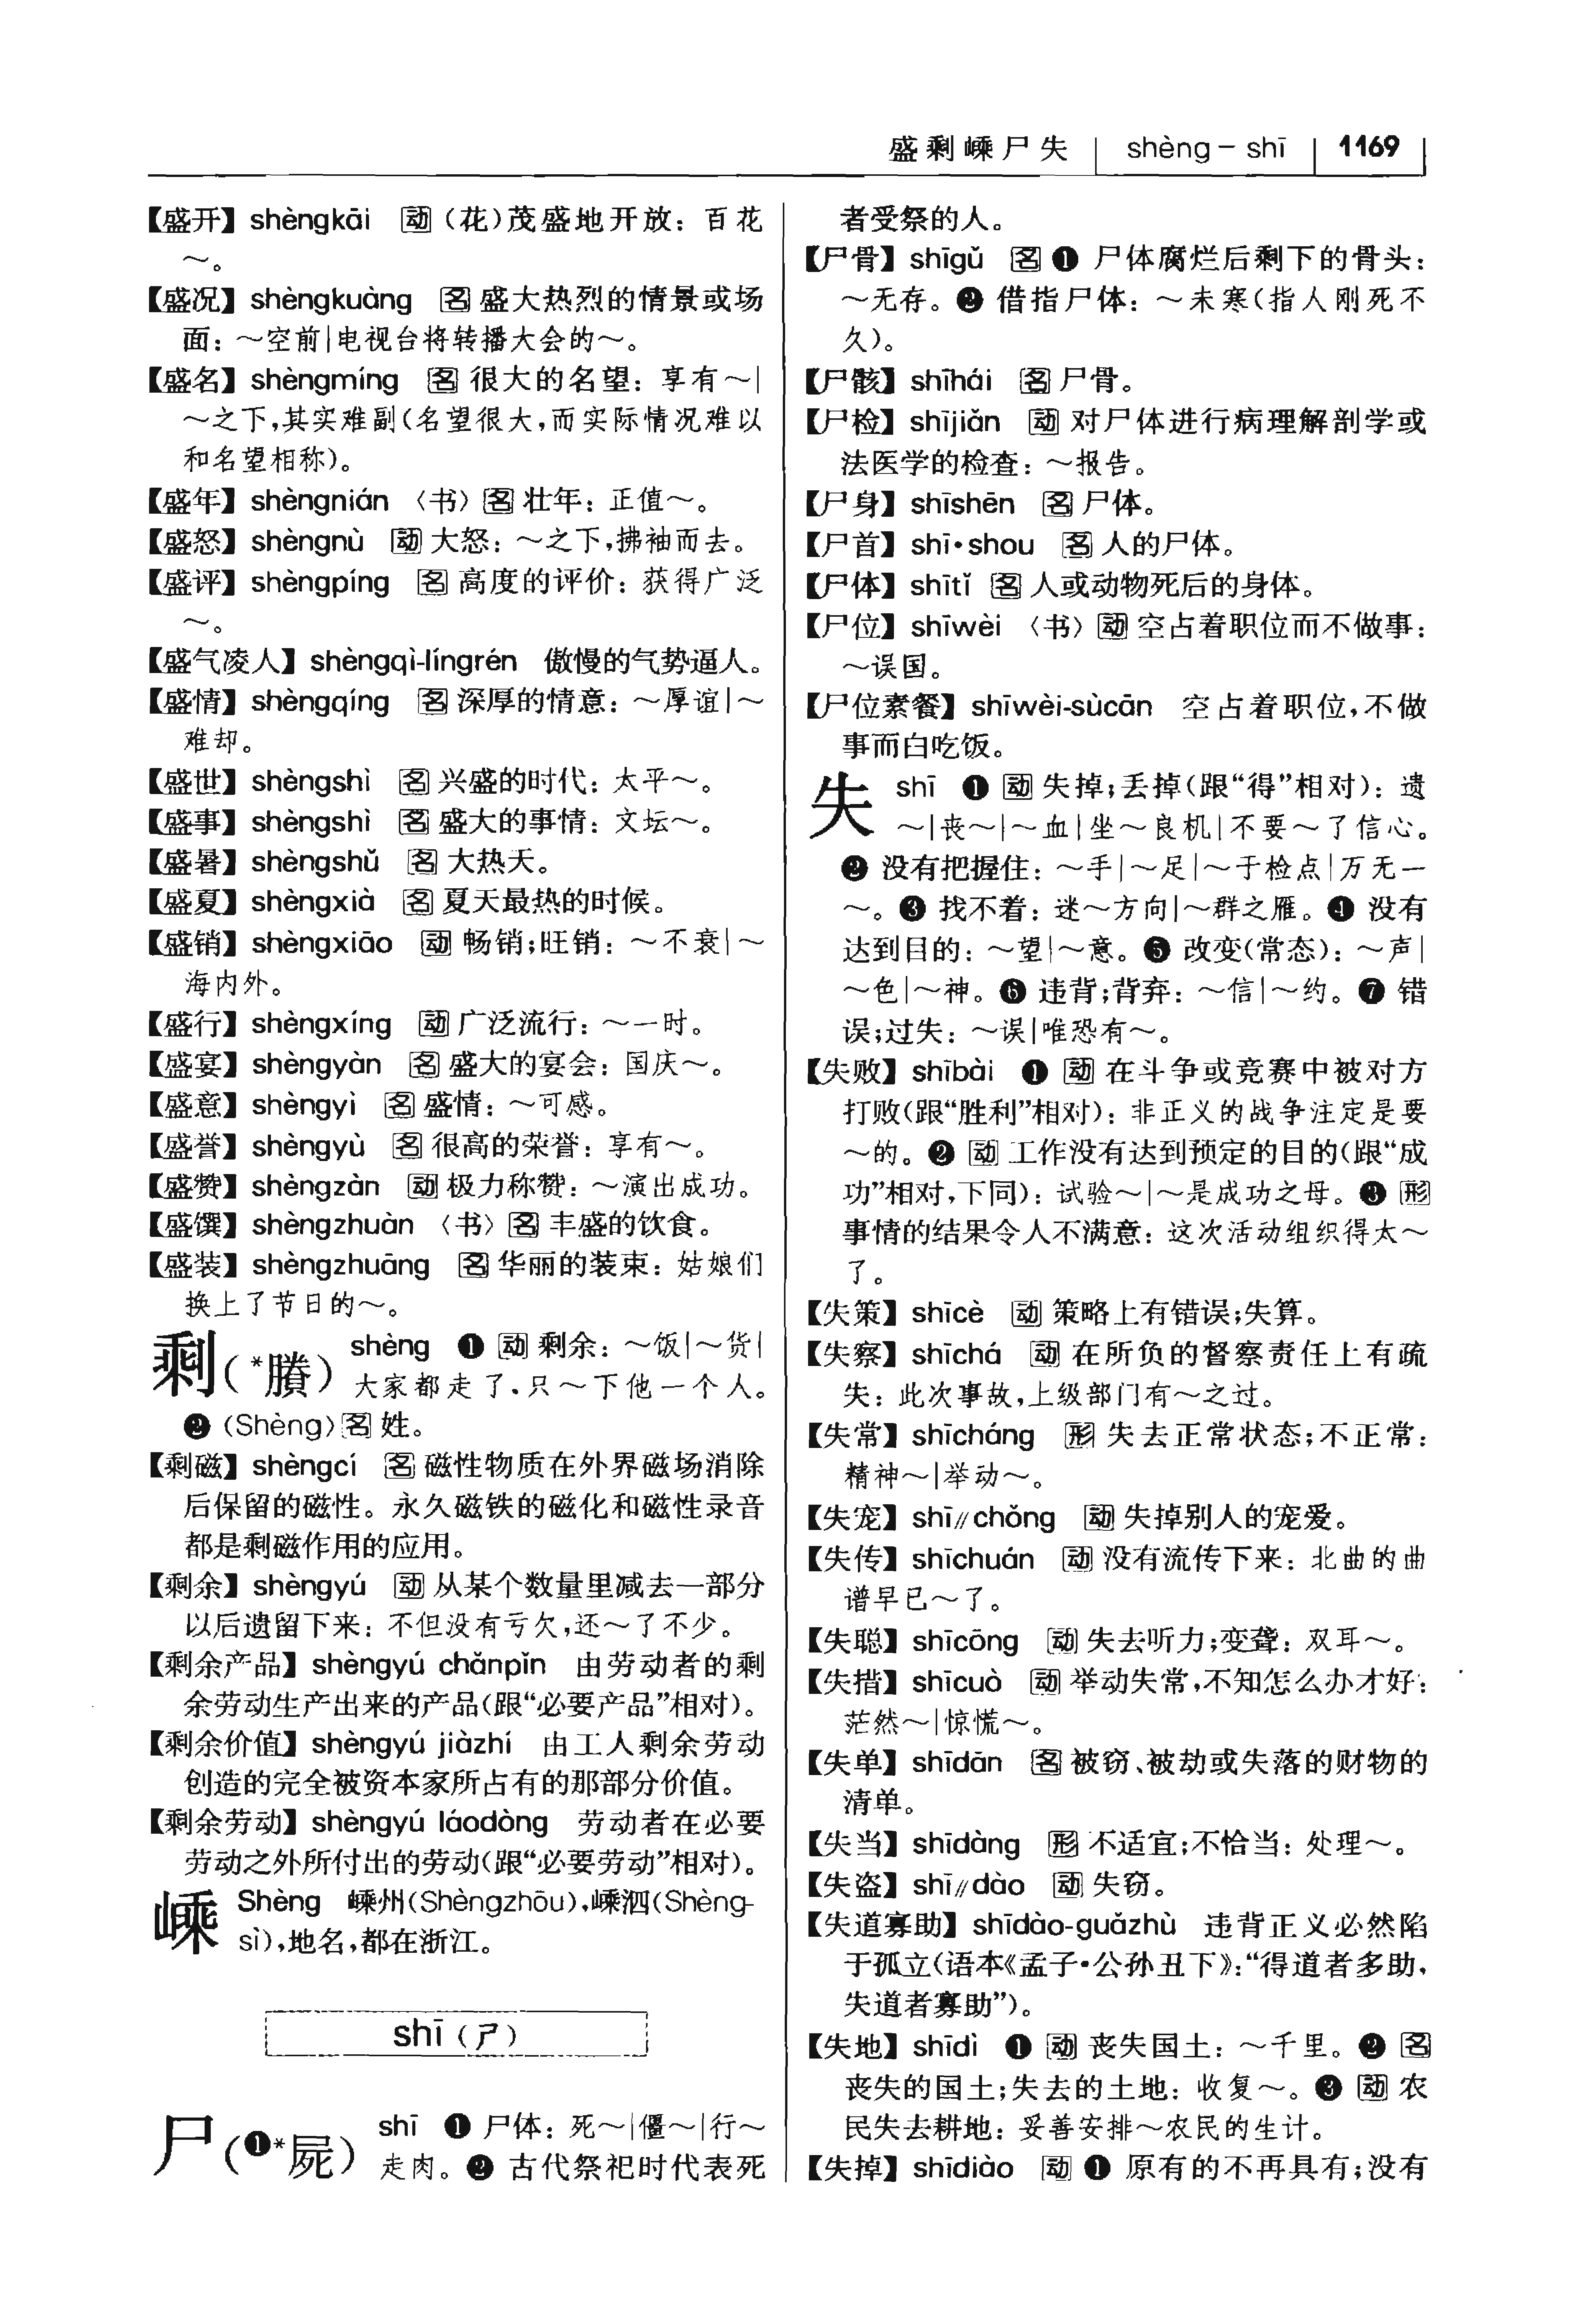 盛剩嵊尸失 shèng－shī 1169
【盛开】shèngkāi 动（花）茂盛地开放：百花
～。
【盛况】shèngkuàng 名 盛大热烈的情景或场
面：～空前|电视台将转播大会的～。
【盛名】shèngmíng 名 很大的名望：享有～|
～之下，其实难副（名望很大，而实际情况难以
和名望相称）。
【盛年】shèngnián 〈书〉名 壮年：正值～。
【盛怒】shèngnù 动 大怒：～之下，拂袖而去。
【盛评】shèngpíng 名 高度的评价：获得广泛
～。
【盛气凌人】shèngqì-língrén 傲慢的气势逼人。
【盛情】shèngqíng 名 深厚的情意：～厚谊|～
难却。
【盛世】shèngshì 名 兴盛的时代：太平～。
【盛事】shèngshì 名 盛大的事情：文坛～。
【盛暑】shèngshǔ 名 大热天。
【盛夏】shèngxià 名 夏天最热的时候。
【盛销】shèngxiāo 动 畅销；旺销：～不衰|～
海内外。
【盛行】shèngxíng 动 广泛流行：～一时。
【盛宴】shèngyàn 名 盛大的宴会：国庆～。
【盛意】shèngyì 名 盛情：～可感。
【盛誉】shèngyù 名 很高的荣誉：享有～。
【盛赞】shèngzàn 动 极力称赞：～演出成功。
【盛馔】shèngzhuàn 〈书〉名 丰盛的饮食。
【盛装】shèngzhuāng 名 华丽的装束：姑娘们
换上了节日的～。
剩（*賸） shèng ❶ 动 剩余：～饭|～货|
大家都走了，只～下他一个人。
❷（Shèng）名 姓。
【剩磁】shèngcí 名 磁性物质在外界磁场消除
后保留的磁性。永久磁铁的磁化和磁性录音
都是剩磁作用的应用。
【剩余】shèngyú 动 从某个数量里减去一部分
以后遗留下来：不但没有亏欠，还～了不少。
【剩余产品】shèngyú chǎnpǐn 由劳动者的剩
余劳动生产出来的产品（跟“必要产品”相对）。
【剩余价值】shèngyú jiàzhí 由工人剩余劳动
创造的完全被资本家所占有的那部分价值。
【剩余劳动】shèngyú láodòng 劳动者在必要
劳动之外所付出的劳动（跟“必要劳动”相对）。
嵊 Shèng 嵊州（Shèngzhōu），嵊泗（Shèng-
sì），地名，都在浙江。
shī（ㄕ）
尸（❶*屍） shī ❶ 尸体：死～|僵～|行～
走肉。❷ 古代祭祀时代表死
者受祭的人。
【尸骨】shīgǔ 名 ❶ 尸体腐烂后剩下的骨头：
～无存。❷ 借指尸体：～未寒（指人刚死不
久）。
【尸骸】shīhái 名 尸骨。
【尸检】shījiǎn 动 对尸体进行病理解剖学或
法医学的检查：～报告。
【尸身】shīshēn 名 尸体。
【尸首】shī·shou 名 人的尸体。
【尸体】shītǐ 名 人或动物死后的身体。
【尸位】shīwèi 〈书〉动 空占着职位而不做事：
～误国。
【尸位素餐】shīwèi-sùcān 空占着职位，不做
事而白吃饭。
失 shī ❶ 动 失掉；丢掉（跟“得”相对）：遗
～|丧～|～血|坐～良机|不要～了信心。
❷ 没有把握住：～手|～足|～于检点|万无一
～。❸ 找不着：迷～方向|～群之雁。❹ 没有
达到目的：～望|～意。❺ 改变（常态）：～声|
～色|～神。❻ 违背；背弃：～信|～约。❼ 错
误；过失：～误|唯恐有～。
【失败】shībài ❶ 动 在斗争或竞赛中被对方
打败（跟“胜利”相对）：非正义的战争注定是要
～的。❷ 动 工作没有达到预定的目的（跟“成
功”相对，下同）：试验～|～是成功之母。❸ 形
事情的结果令人不满意：这次活动组织得太～
了。
【失策】shīcè 动 策略上有错误；失算。
【失察】shīchá 动 在所负的督察责任上有疏
失：此次事故，上级部门有～之过。
【失常】shīcháng 形 失去正常状态；不正常：
精神～|举动～。
【失宠】shī//chǒng 动 失掉别人的宠爱。
【失传】shīchuán 动 没有流传下来：北曲的曲
谱早已～了。
【失聪】shīcōng 动 失去听力；变聋：双耳～。
【失措】shīcuò 动 举动失常，不知怎么办才好：
茫然～|惊慌～。
【失单】shīdān 名 被窃、被劫或失落的财物的
清单。
【失当】shīdàng 形 不适宜；不恰当：处理～。
【失盗】shī//dào 动 失窃。
【失道寡助】shīdào-guǎzhù 违背正义必然陷
于孤立（语本《孟子·公孙丑下》：“得道者多助，
失道者寡助”）。
【失地】shīdì ❶ 动 丧失国土：～千里。❷ 名
丧失的国土；失去的土地：收复～。❸ 动 农
民失去耕地：妥善安排～农民的生计。
【失掉】shīdiào 动 ❶ 原有的不再具有；没有